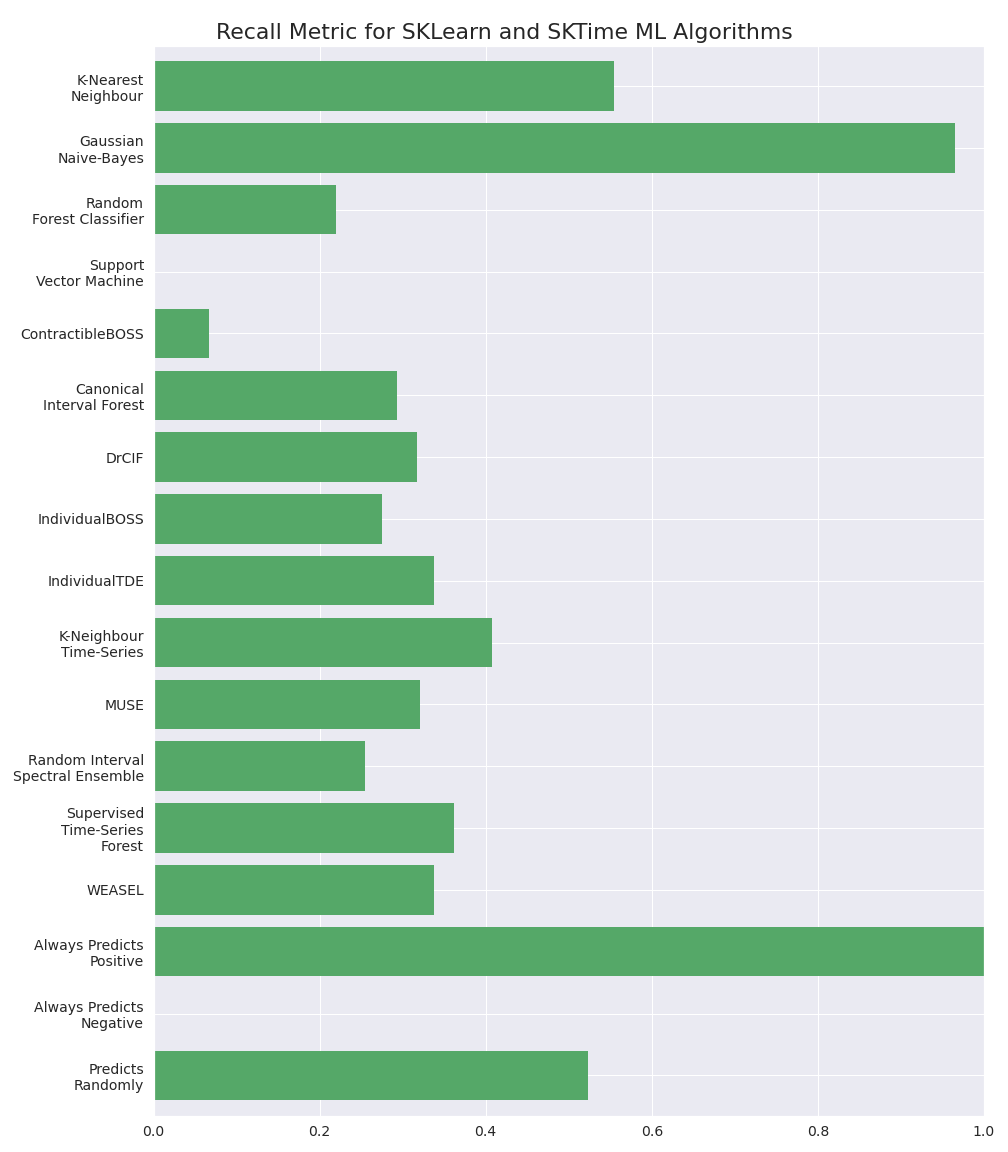 Recall Metric for SKLearn and SKTime ML Algorithms
K-Nearest
Neighbour
Gaussian
Naive-Bayes
Random
Forest Classifier
Support
Vector Machine
ContractibleBOSS
Canonical
Interval Forest
DrCIF
IndividualBOSS
IndividualTDE
K-Neighbour
Time-Series
MUSE
Random Interval
Spectral Ensemble
Supervised
Time-Series
Forest
WEASEL
Always Predicts
Positive
Always Predicts
Negative
Predicts
Randomly
0.0 0.2 0.4 0.6 0.8 1.0